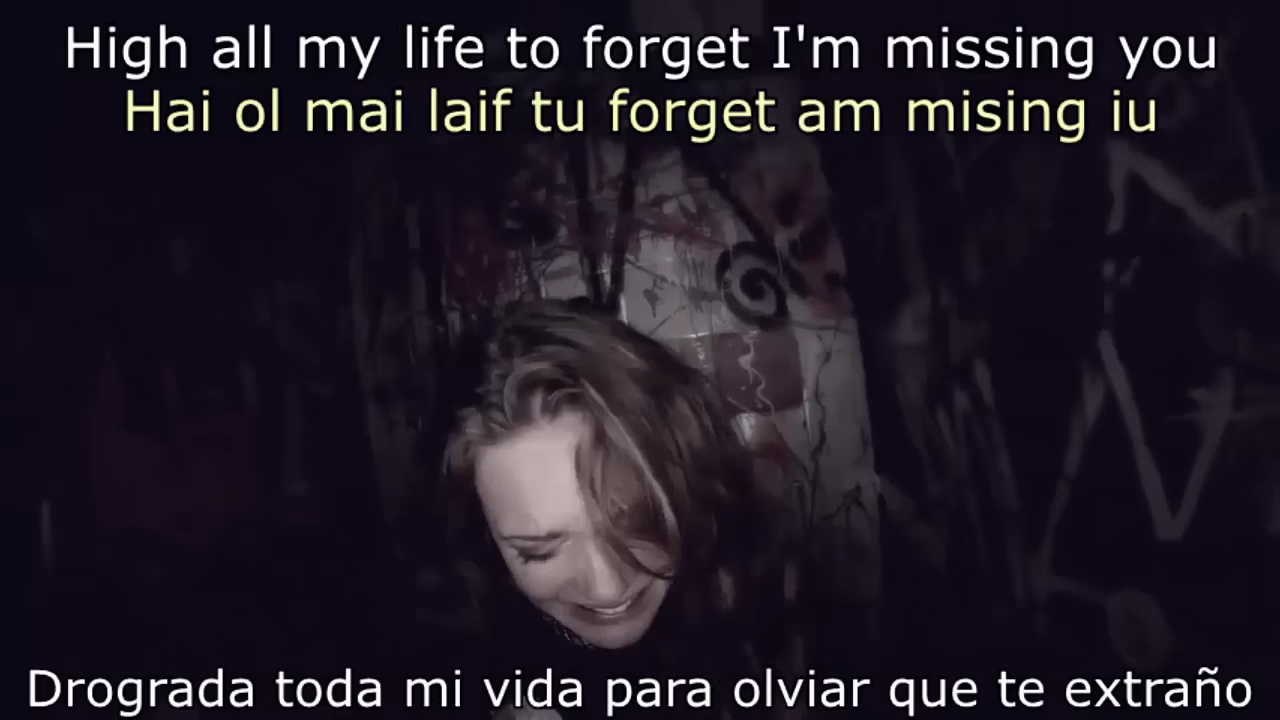 High all my life to forget I'm missing you
Hai ol mai laif tu forget am mising iu
Drograda toda mi vida para olviar que te extraño